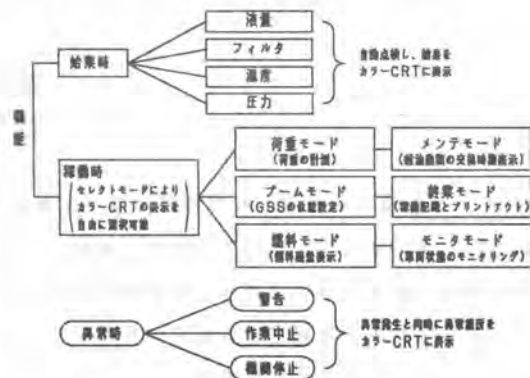 液量
フィルタ
温度
圧力
始業時
自動点検し、結果を
カラーCRTに表示
稼働時
(セレクトモードにより
カラーCRTの表示を
自由に選択可能)
荷重モード
(荷重の計測)
メンテモード
(給油脂類の交換時期表示)
ブームモード
(GSSの位置設定)
終業モード
(稼動記録とプリントアウト)
燃料モード
(燃料残量表示)
モニタモード
(車両状態のモニタリング)
警告
異常時
作業中止
機関停止
異常発生と同時に異常箇所を
カラーCRTに表示